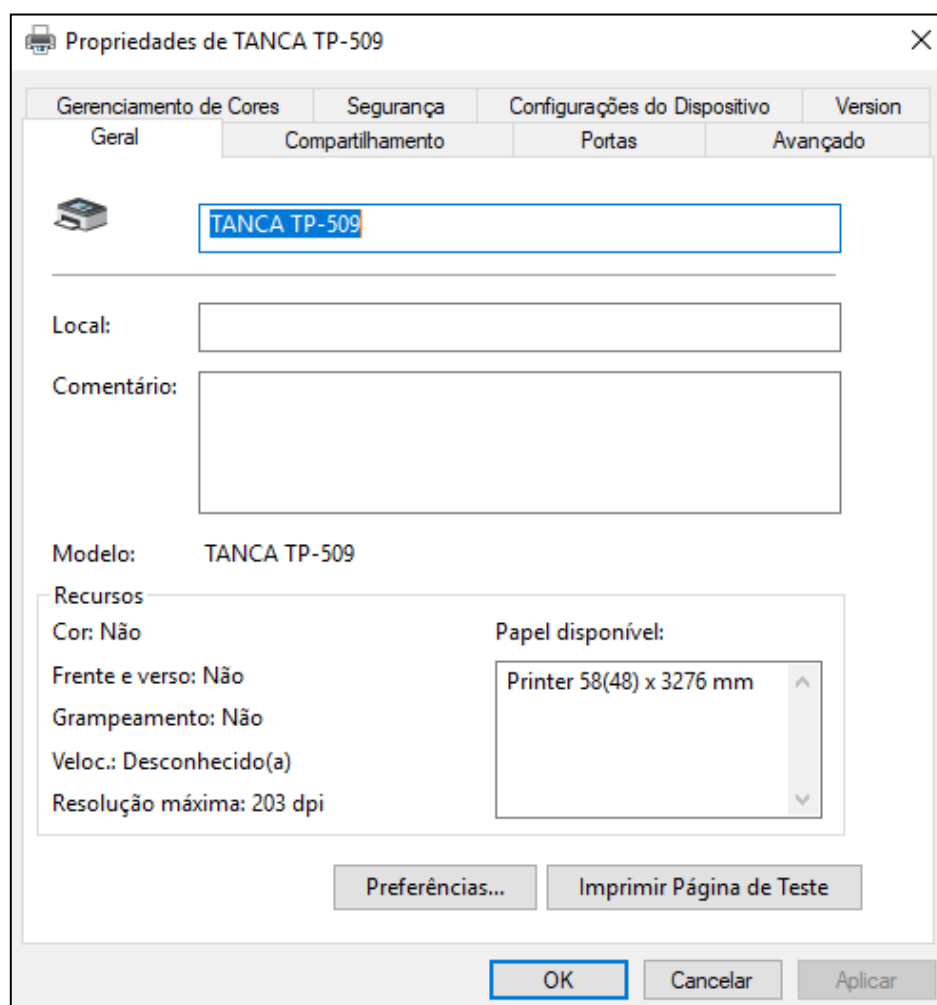 Propriedades de TANCA TP-509
Gerenciamento de Cores Segurança Configurações do Dispositivo Version
Geral Compartilhamento Portas Avançado
TANCA TP-509
Local:
Comentário:
Modelo: TANCA TP-509
Recursos
Cor: Não
Frente e verso: Não
Grampeamento: Não
Veloc.: Desconhecido(a)
Resolução máxima: 203 dpi
Papel disponível:
Printer 58(48) x 3276 mm
Preferências... Imprimir Página de Teste
OK Cancelar Aplicar